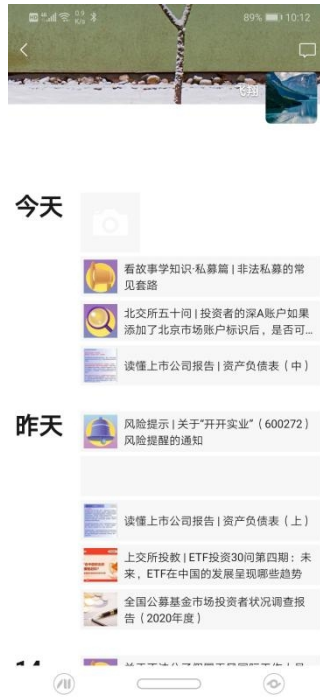 89% 10:12
飞翔
今天
看故事学知识·私募篇 | 非法私募的常
见套路
北交所五十问 | 投资者的深A账户如果
添加了北京市场账户标识后，是否可...
读懂上市公司报告 | 资产负债表（中）
昨天
风险提示 | 关于“开开实业”（600272）
风险提醒的通知
读懂上市公司报告 | 资产负债表（上）
上交所投教 | ETF投资30问第四期：未
来，ETF在中国的发展呈现哪些趋势
全国公募基金市场投资者状况调查报
告（2020年度）